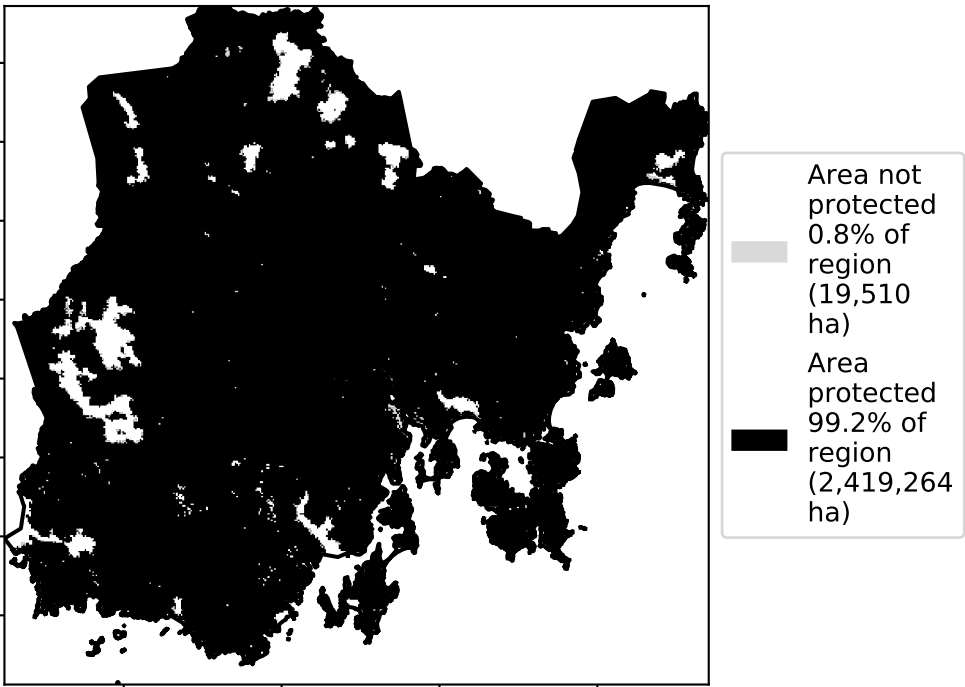 Area not
protected
0.8% of
region
(19,510
ha)
Area
protected
99.2% of
region
(2,419,264
ha)